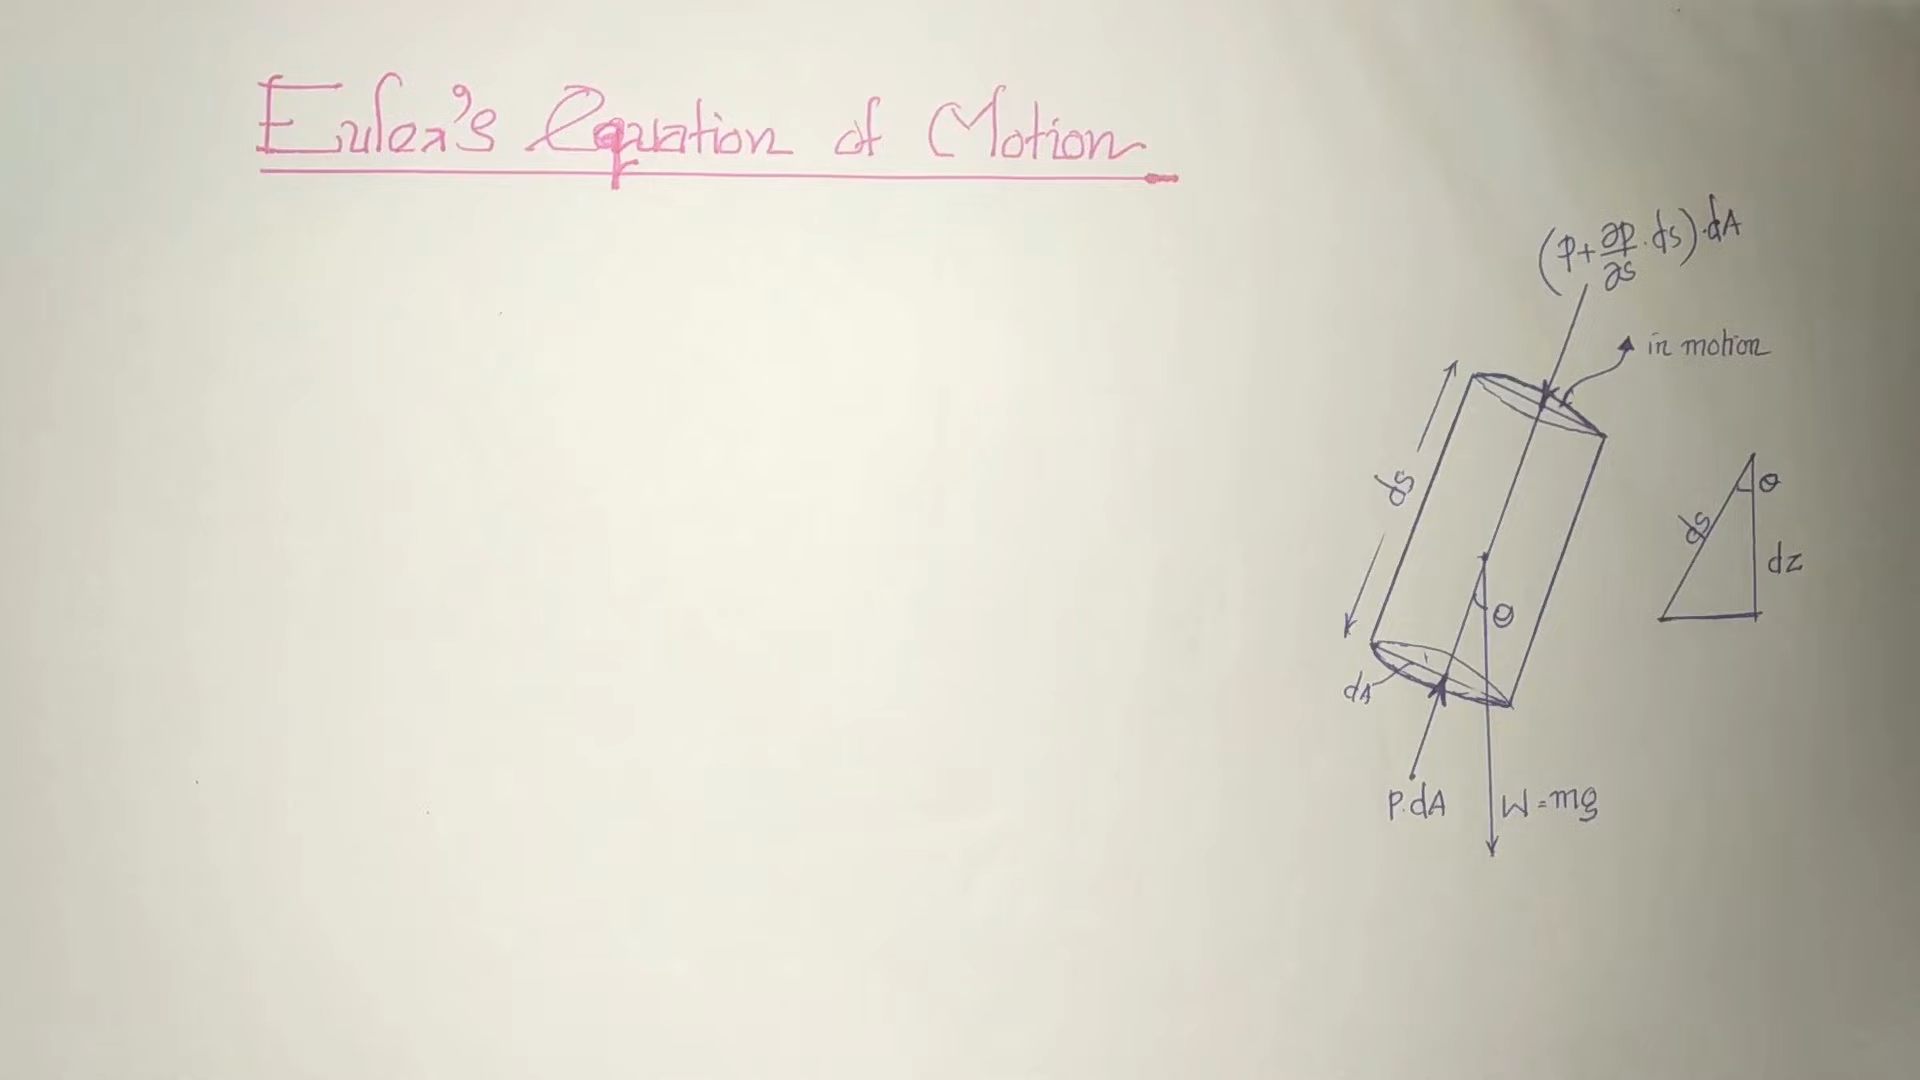 Euler's Equation of Motion
(P+∂P/∂s.ds).dA
in motion
ds
θ
ds
dz
θ
dA
P.dA
W=mg